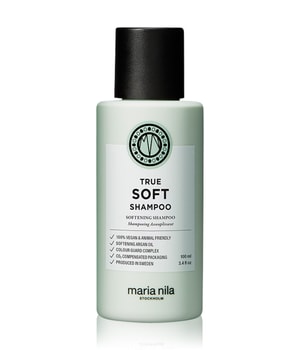 TRUE
SOFT
SHAMPOO
SOFTENING SHAMPOO
Shampooing Assouplissant
✓ 100% VEGAN & ANIMAL FRIENDLY
✓ SOFTENING ARGAN OIL
✓ COLOUR GUARD COMPLEX
✓ CO₂ COMPENSATED PACKAGING
✓ PRODUCED IN SWEDEN
100 ml
3.4 fl oz
maria nila
STOCKHOLM